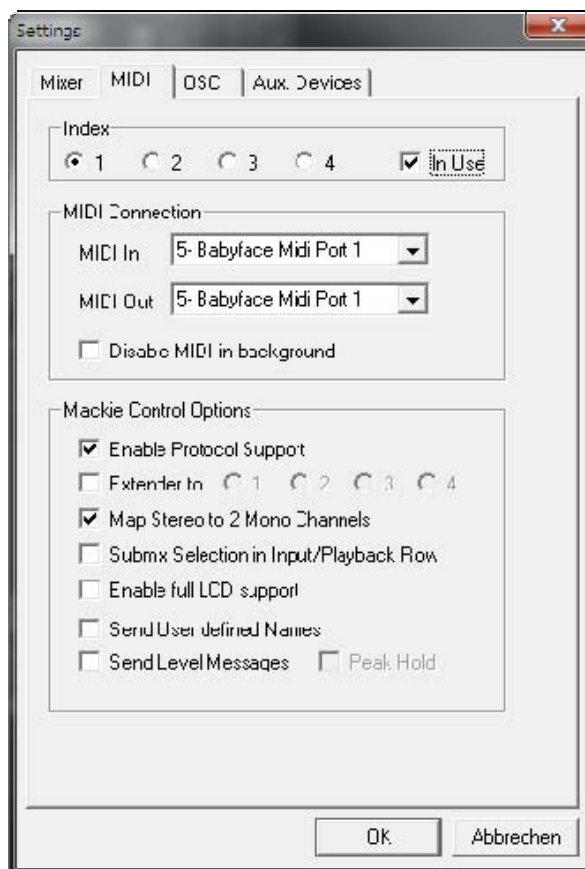 Settings
Mixer MIDI OSC Aux. Devices
Index
1 2 3 4 In Use
MIDI Connection
MIDI In 5- Babyface Midi Port 1
MIDI Out 5- Babyface Midi Port 1
Disable MIDI in background
Mackie Control Options
Enable Protocol Support
Extender to 1 2 3 4
Map Stereo to 2 Mono Channels
Submix Selection in Input/Playback Row
Enable full LCD support
Send User defined Names
Send Level Messages Peak Hold
OK Abbrechen